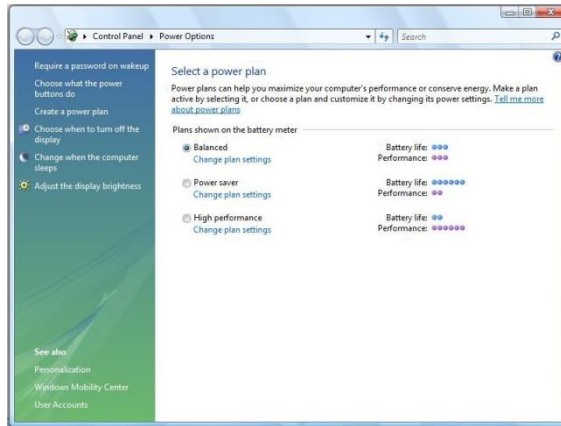 Control Panel ▸ Power Options
Search
Require a password on wakeup
Choose what the power
buttons do
Create a power plan
Choose when to turn off the
display
Change when the computer
sleeps
Adjust the display brightness
See also
Personalization
Windows Mobility Center
User Accounts
Select a power plan
Power plans can help you maximize your computer's performance or conserve energy. Make a plan
active by selecting it, or choose a plan and customize it by changing its power settings. Tell me more
about power plans
Plans shown on the battery meter
Balanced
Battery life:
Change plan settings
Performance:
Power saver
Battery life:
Change plan settings
Performance:
High performance
Battery life:
Change plan settings
Performance: